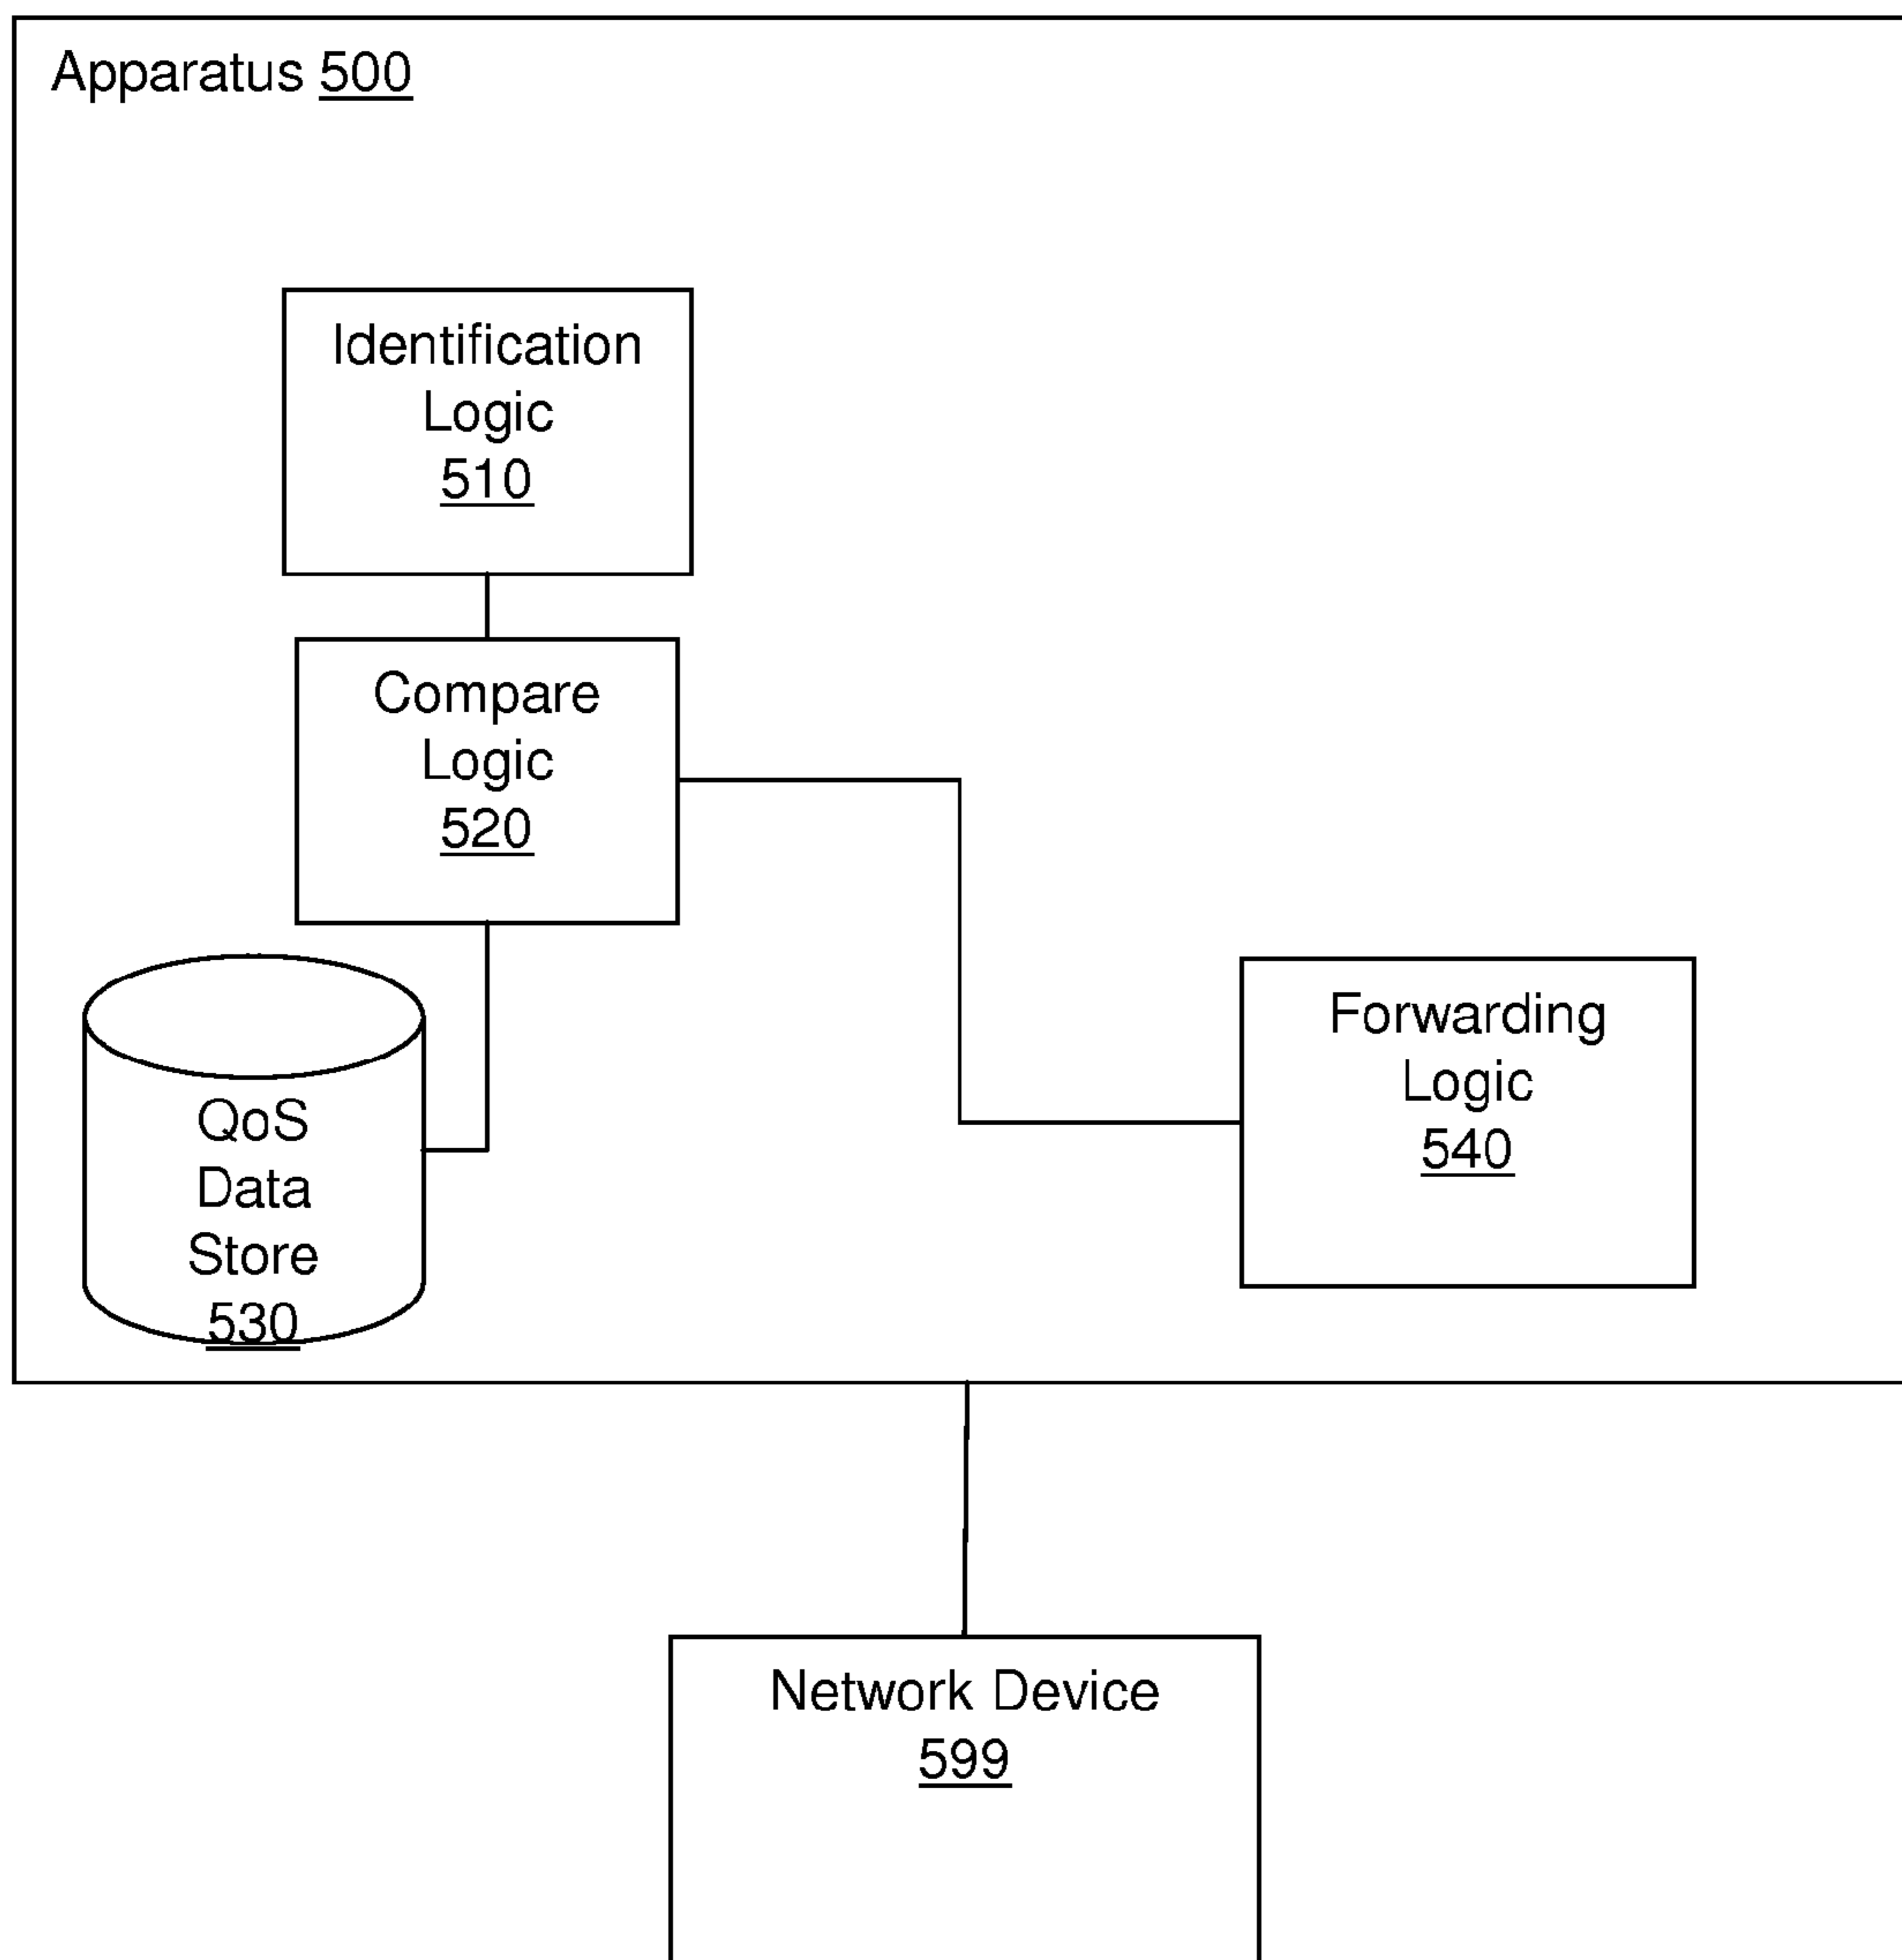 Apparatus 500
Identification
Logic
510
Compare
Logic
520
QoS
Data
Store
530
Forwarding
Logic
540
Network Device
599